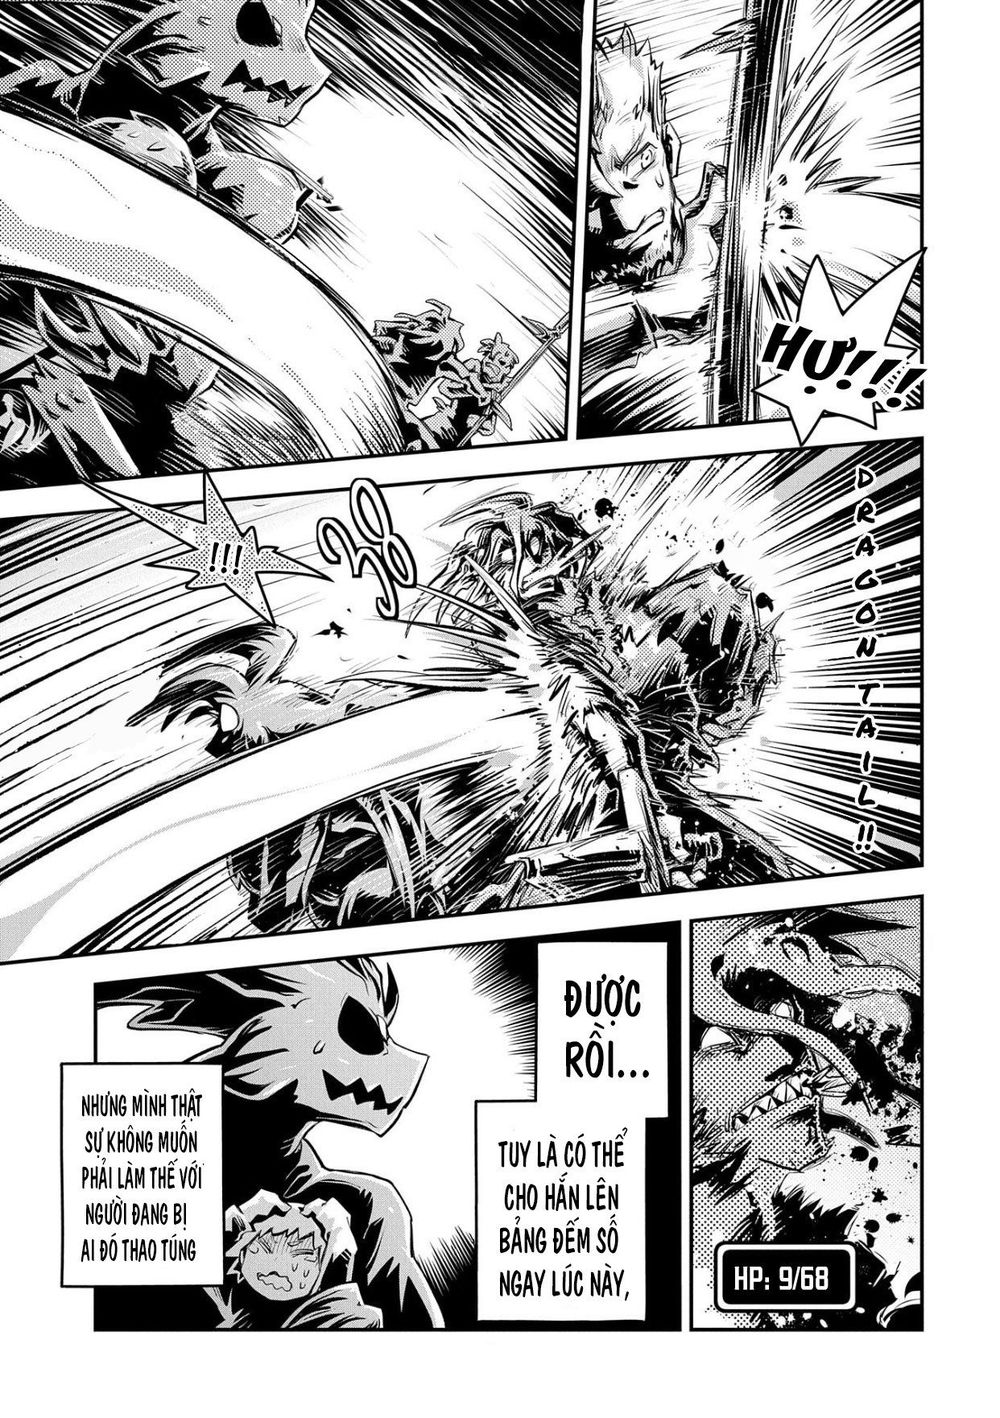 HỰ!!!
DRAGON TAIL!!
38
!!!
HP: 9/68
ĐƯỢC
RỒI...
TUY LÀ CÓ THỂ
CHO HẮN LÊN
BẢNG ĐẾM SỐ
NGAY LÚC NÀY,
NHƯNG MÌNH THẬT
SỰ KHÔNG MUỐN
PHẢI LÀM THẾ VỚI
NGƯỜI ĐANG BỊ
AI ĐÓ THAO TÚNG